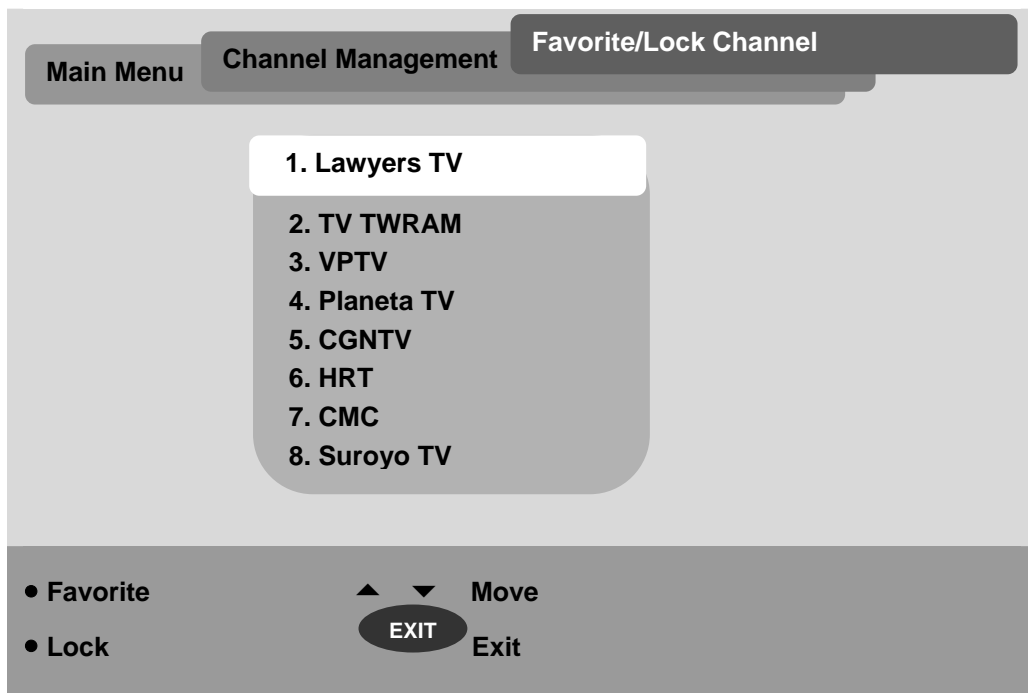 Main Menu
Channel Management
Favorite/Lock Channel
1. Lawyers TV
2. TV TWRAM
3. VPTV
4. Planeta TV
5. CGNTV
6. HRT
7. CMC
8. Suroyo TV
• Favorite
▲ ▼ Move
• Lock
EXIT Exit